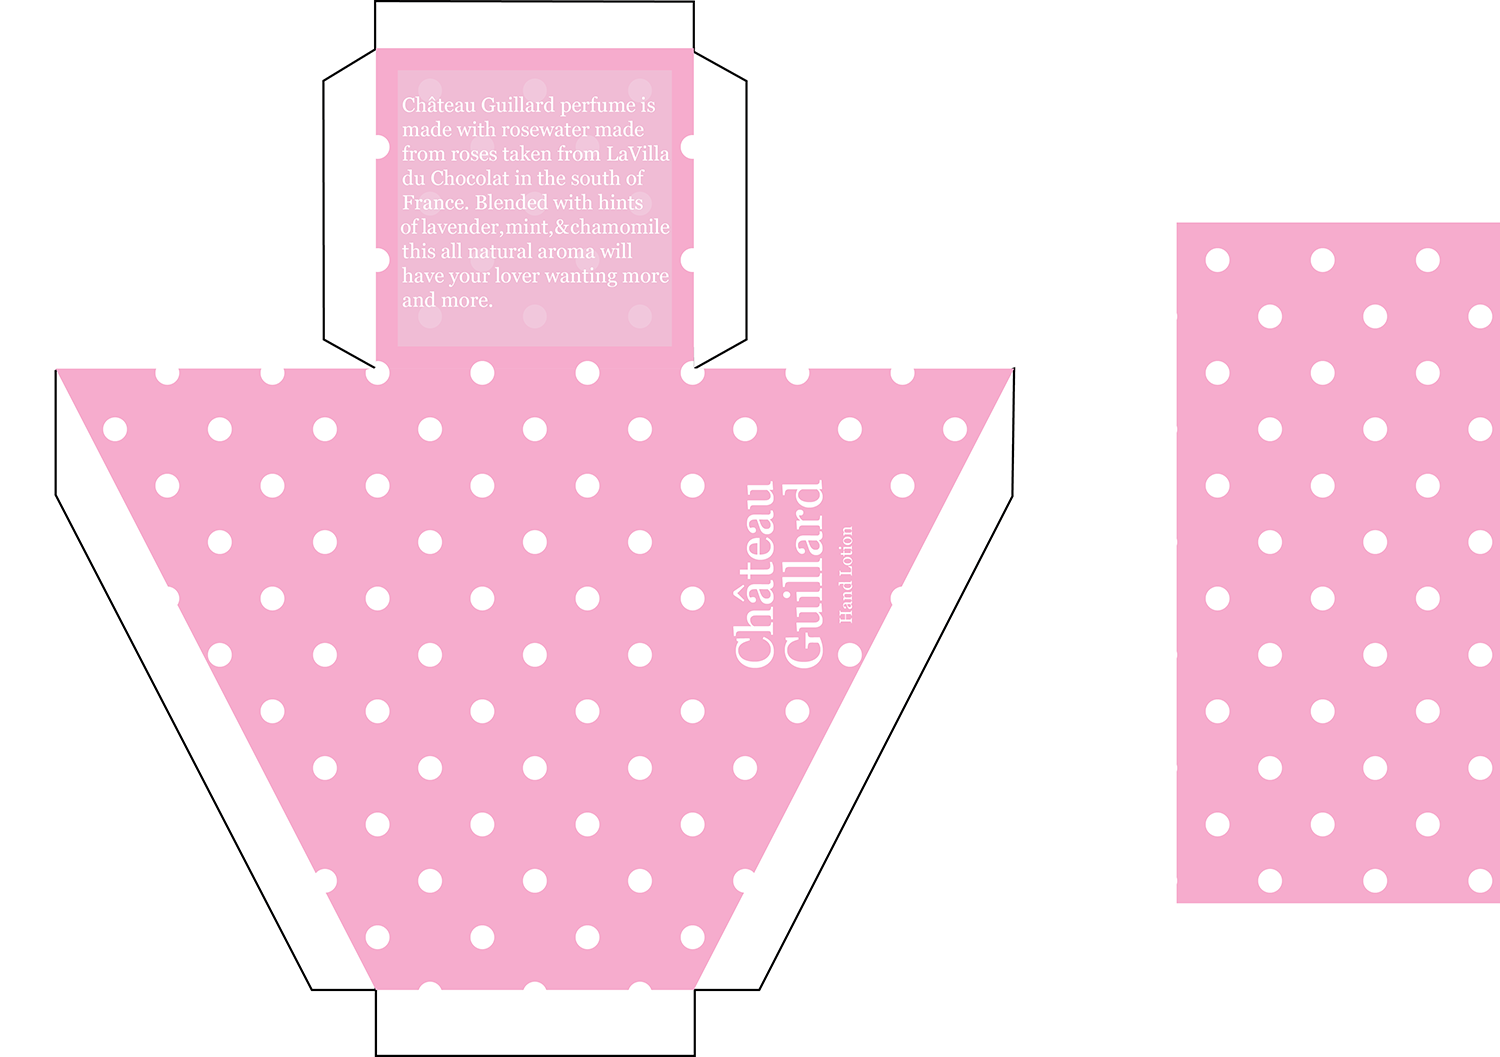 Château Guillard perfume is
made with rosewater made
from roses taken from LaVilla
du Chocolat in the south of
France. Blended with hints
of lavender,mint,&chamomile
this all natural aroma will
have your lover wanting more
and more.
Château
Guillard
Hand Lotion